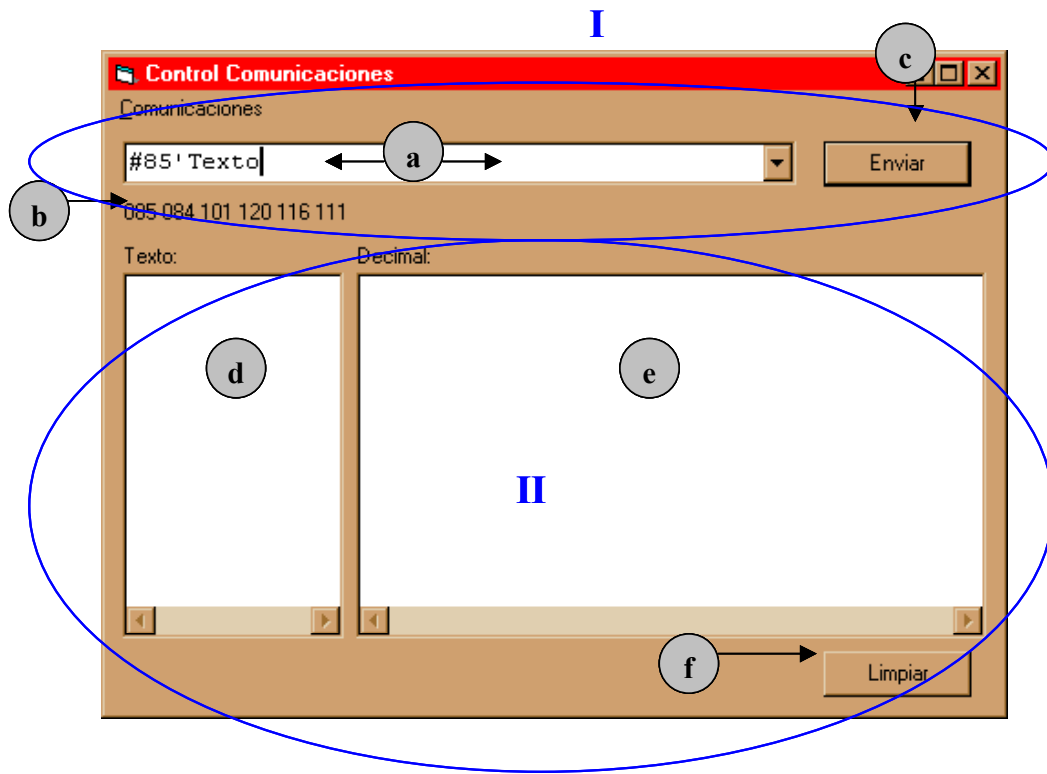 I
c
Control Comunicaciones
Comunicaciones
#85'Texto
a
Enviar
b
085 084 101 120 116 111
Texto:
Decimal:
d
e
II
f
Limpiar